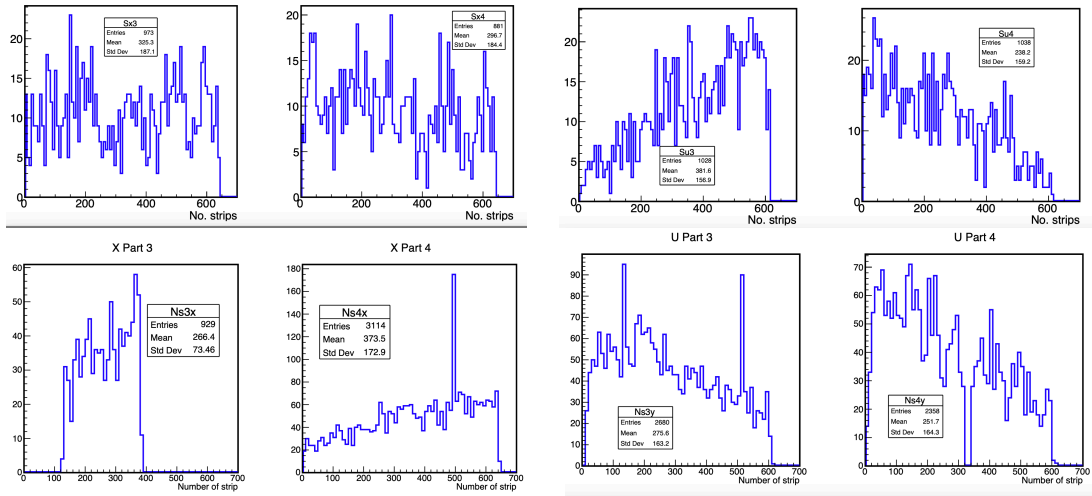 Sx3
Entries 973
Mean 325.3
Std Dev 187.1
0 5 10 15 20
0 200 400 600
No. strips
Sx4
Entries 881
Mean 296.7
Std Dev 184.4
0 5 10 15 20
0 200 400 600
No. strips
Su3
Entries 1028
Mean 381.6
Std Dev 156.9
0 5 10 15 20
0 200 400 600
No. strips
Su4
Entries 1038
Mean 238.2
Std Dev 159.2
0 10 20
0 200 400 600
No. strips
X Part 3
Ns3x
Entries 929
Mean 266.4
Std Dev 73.46
0 10 20 30 40 50 60
0 100 200 300 400 500 600 700
Number of strip
X Part 4
Ns4x
Entries 3114
Mean 373.5
Std Dev 172.9
0 20 40 60 80 100 120 140 160 180
0 100 200 300 400 500 600 700
Number of strip
U Part 3
Ns3y
Entries 2680
Mean 275.6
Std Dev 163.2
0 10 20 30 40 50 60 70 80 90
0 100 200 300 400 500 600 700
Number of strip
U Part 4
Ns4y
Entries 2358
Mean 251.7
Std Dev 164.3
0 10 20 30 40 50 60 70
0 100 200 300 400 500 600 700
Number of strip